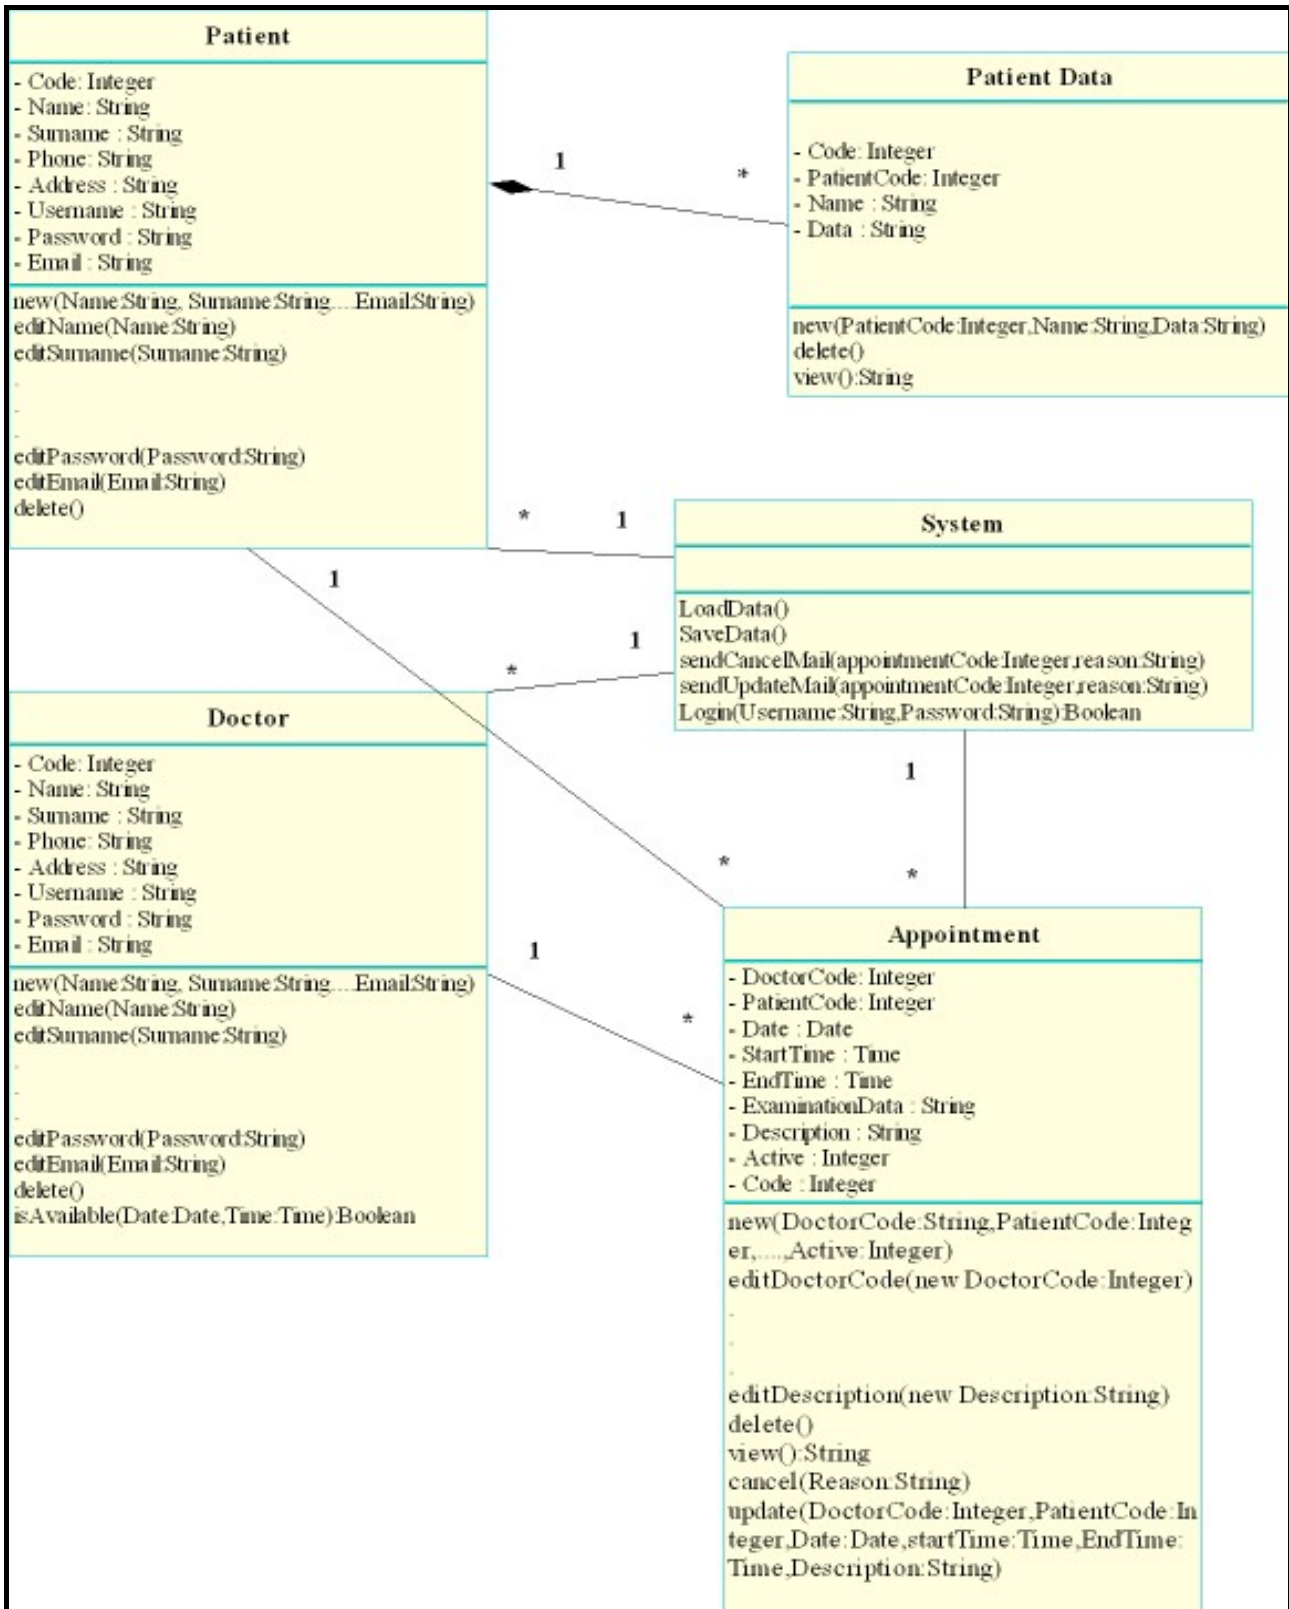 Patient
- Code: Integer
- Name: String
- Surname : String
- Phone: String
- Address : String
- Username : String
- Password : String
- Email : String
new(Name:String, Surname:String....Email:String)
editName(Name:String)
editSurname(Surname:String)
.
.
.
editPassword(Password:String)
editEmail(Email:String)
delete()
1
*
Patient Data
- Code: Integer
- PatientCode: Integer
- Name : String
- Data : String
new(PatientCode:Integer,Name:String,Data:String)
delete()
view():String
*
1
System
LoadData()
SaveData()
sendCancelMail(appointmentCode:Integer,reason:String)
sendUpdateMail(appointmentCode:Integer,reason:String)
Login(Username:String,Password:String):Boolean
1
1
*
Doctor
- Code: Integer
- Name: String
- Surname : String
- Phone: String
- Address : String
- Username : String
- Password : String
- Email : String
new(Name:String, Surname:String....Email:String)
editName(Name:String)
editSurname(Surname:String)
.
.
.
editPassword(Password:String)
editEmail(Email:String)
delete()
isAvailable(Date:Date,Time:Time):Boolean
1
*
*
1
*
Appointment
- DoctorCode: Integer
- PatientCode: Integer
- Date : Date
- StartTime : Time
- EndTime : Time
- ExaminationData : String
- Description : String
- Active : Integer
- Code : Integer
new(DoctorCode:String,PatientCode:Integ
er,....,Active:Integer)
editDoctorCode(new DoctorCode:Integer)
.
.
.
editDescription(new Description:String)
delete()
view():String
cancel(Reason:String)
update(DoctorCode:Integer,PatientCode:In
teger,Date:Date,startTime:Time,EndTime:
Time,Description:String)